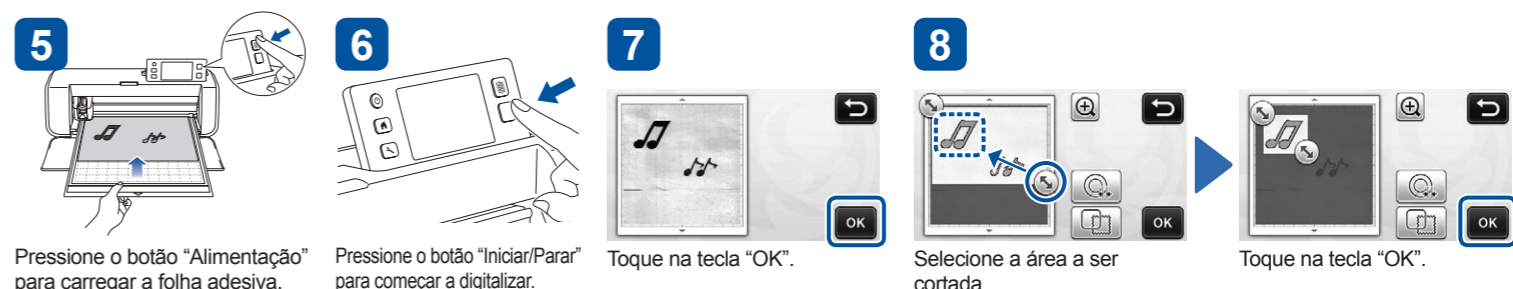 5
6
7
8
OK
OK
OK
Pressione o botão “Alimentação”
para carregar a folha adesiva.
Pressione o botão “Iniciar/Parar”
para começar a digitalizar.
Toque na tecla “OK”.
Selecione a área a ser
cortada
Toque na tecla “OK”.